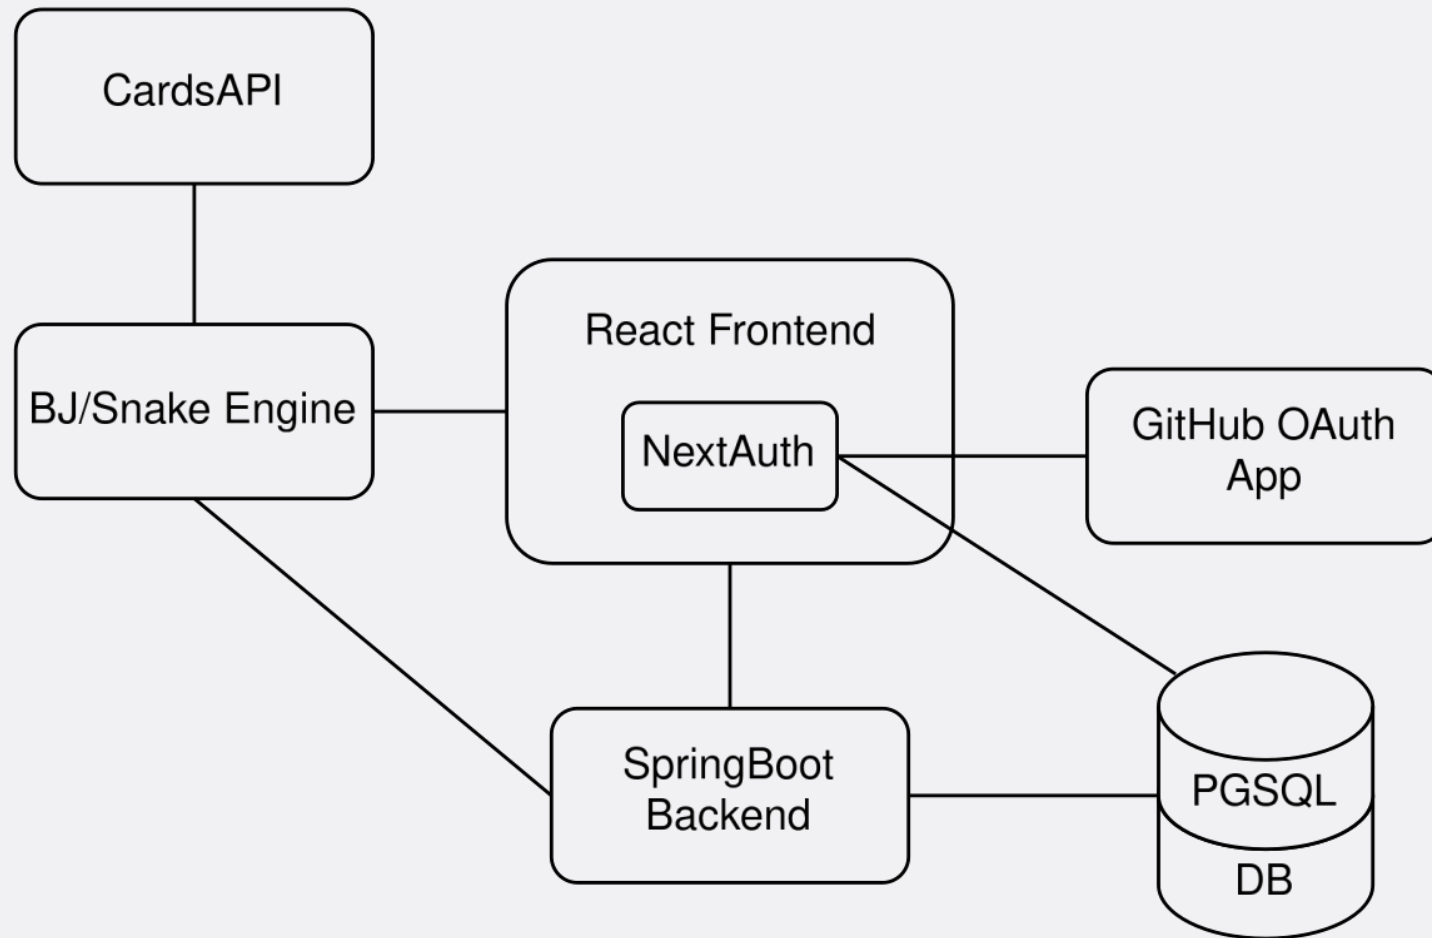 CardsAPI
React Frontend
BJ/Snake Engine
NextAuth
GitHub OAuth
App
SpringBoot
Backend
PGSQL
DB